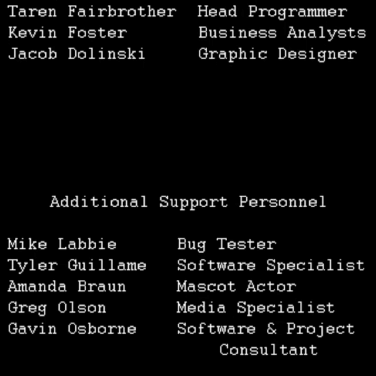 Taren Fairbrother Head Programmer
Kevin Foster Business Analysts
Jacob Dolinski Graphic Designer
Additional Support Personnel
Mike Labbie Bug Tester
Tyler Guillame Software Specialist
Amanda Braun Mascot Actor
Greg Olson Media Specialist
Gavin Osborne Software & Project
Consultant